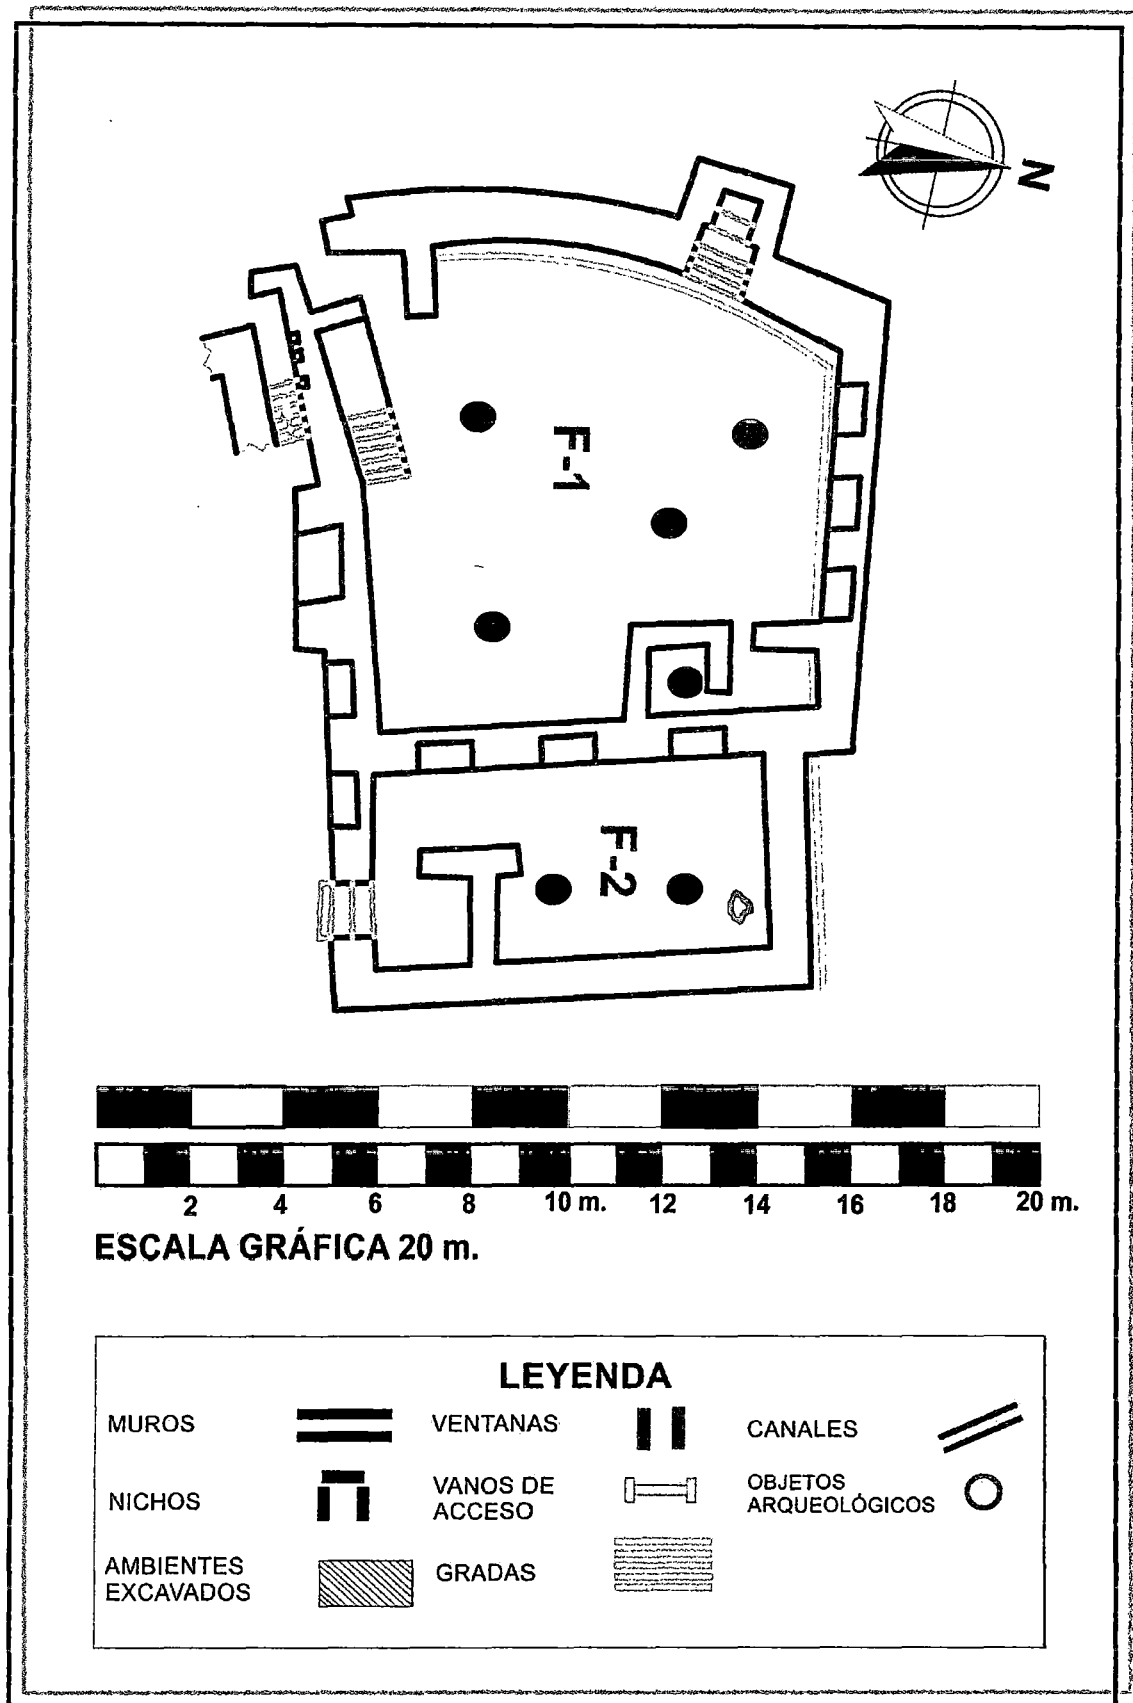 N
F-1
F-2
2 4 6 8 10 m. 12 14 16 18 20 m.
ESCALA GRÁFICA 20 m.
LEYENDA
MUROS
VENTANAS
CANALES
NICHOS
VANOS DE
ACCESO
OBJETOS
ARQUEOLÓGICOS
AMBIENTES
EXCAVADOS
GRADAS